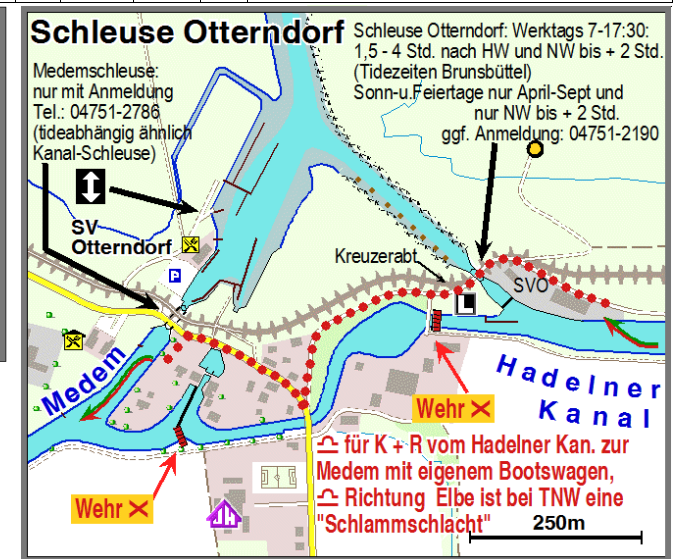 Schleuse Otterndorf
Schleuse Otterndorf: Werktags 7-17:30:
1,5 - 4 Std. nach HW und NW bis + 2 Std.
(Tidezeiten Brunsbüttel)
Sonn-u.Feiertage nur April-Sept und
nur NW bis + 2 Std.
ggf. Anmeldung: 04751-2190
Medemschleuse:
nur mit Anmeldung
Tel.: 04751-2786
(tideabhängig ähnlich
Kanal-Schleuse)
SV
Otterndorf
P
Kreuzerabt
SVO
Medem
Hadelner
Kanal
Wehr
Wehr
für K + R vom Hadelner Kan. zur
Medem mit eigenem Bootswagen,
Richtung Elbe ist bei TNW eine
"Schlammschlacht"
250m